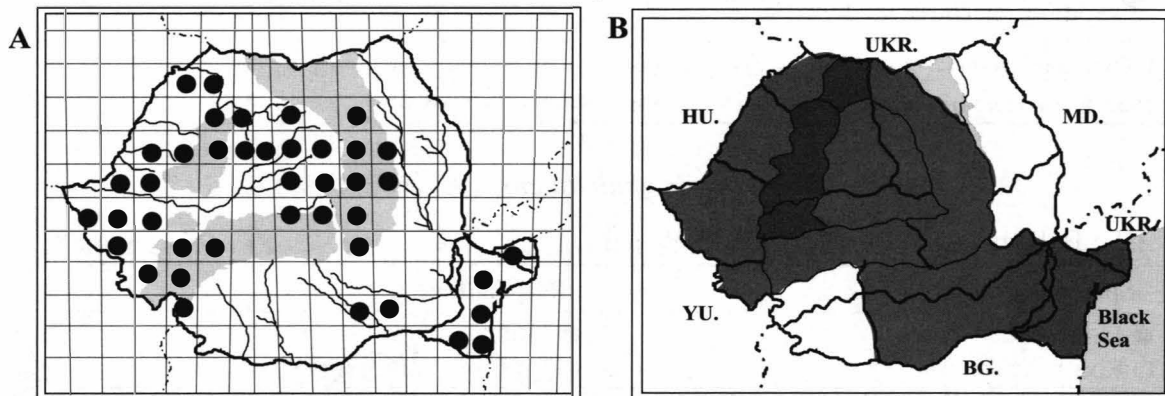 A
B
UKR.
HU.
MD.
UKR.
YU.
Black
Sea
BG.